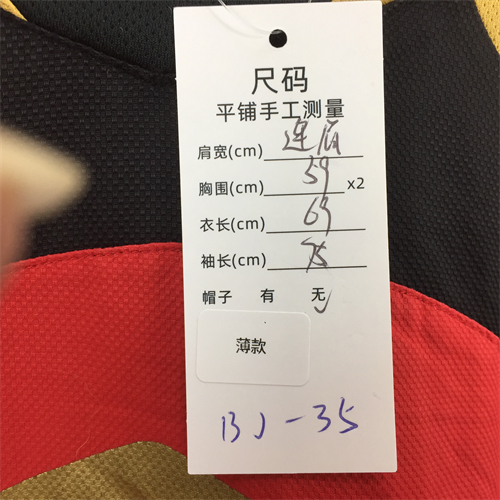 尺码
平铺手工测量
肩宽(cm) 连肩
胸围(cm) 59 x2
衣长(cm) 69
袖长(cm) 75
帽子 有 无
薄款
BJ-35